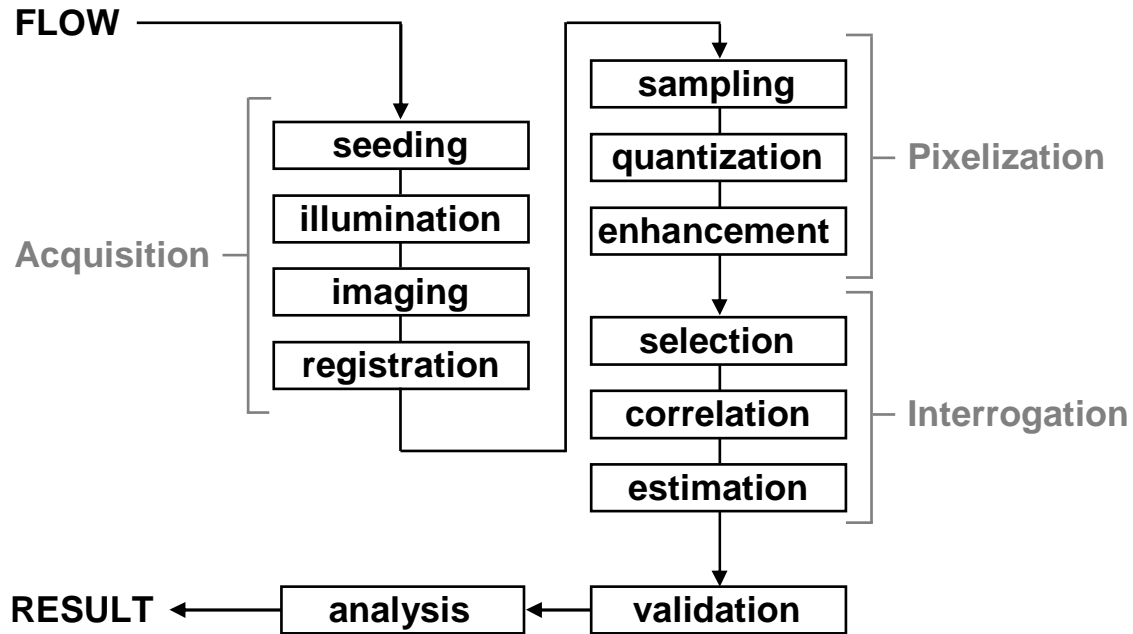 FLOW
seeding
illumination
imaging
registration
Acquisition
sampling
quantization
enhancement
Pixelization
selection
correlation
estimation
Interrogation
validation
analysis
RESULT